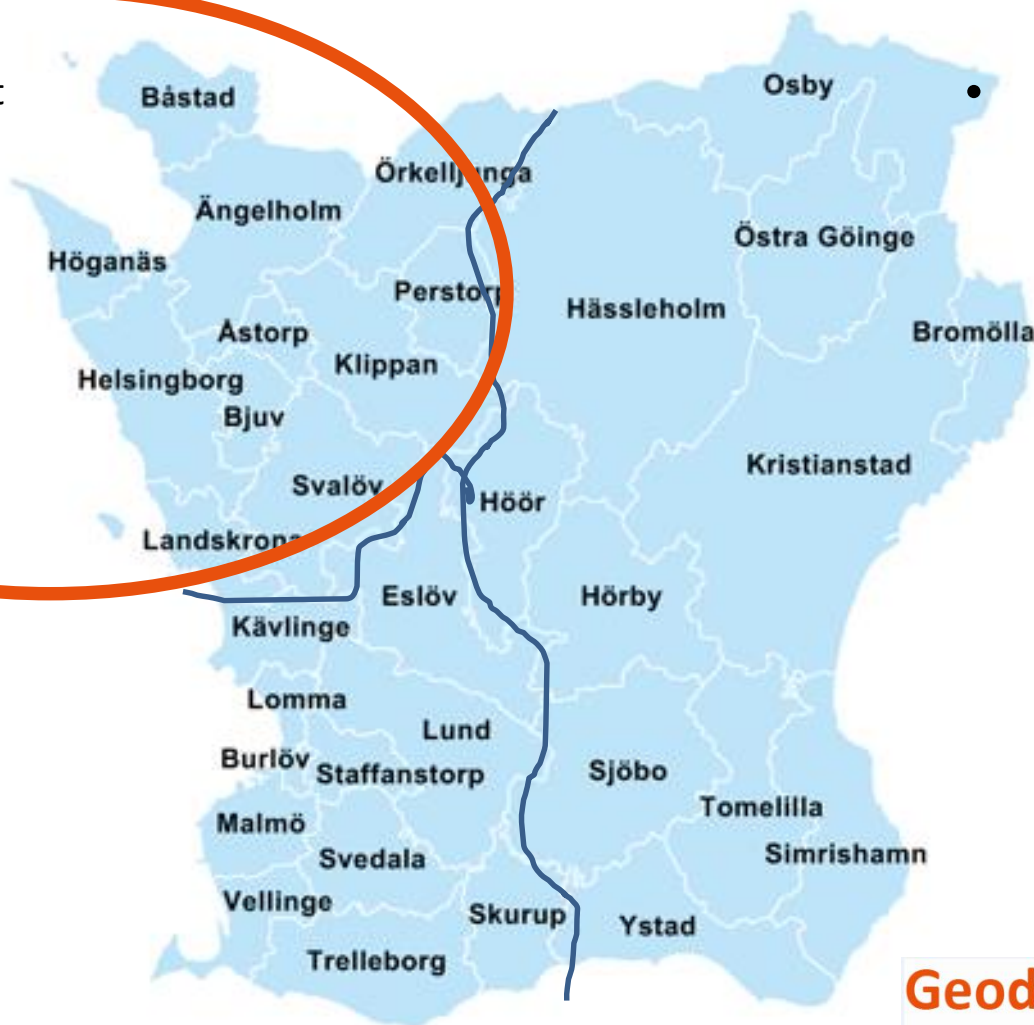 Osby
t
Båstad
Örkelljunga
Ängelholm
Östra Göinge
Höganäs
Perstorp
Hässleholm
Åstorp
Bromölla
Klippan
Helsingborg
Bjuv
Kristianstad
Svalöv
Höör
Landskrona
Eslöv
Hörby
Kävlinge
Lomma
Lund
Burlöv
Staffanstorp
Sjöbo
Tomelilla
Malmö
Simrishamn
Svedala
Vellinge
Skurup
Ystad
Trelleborg
Geod